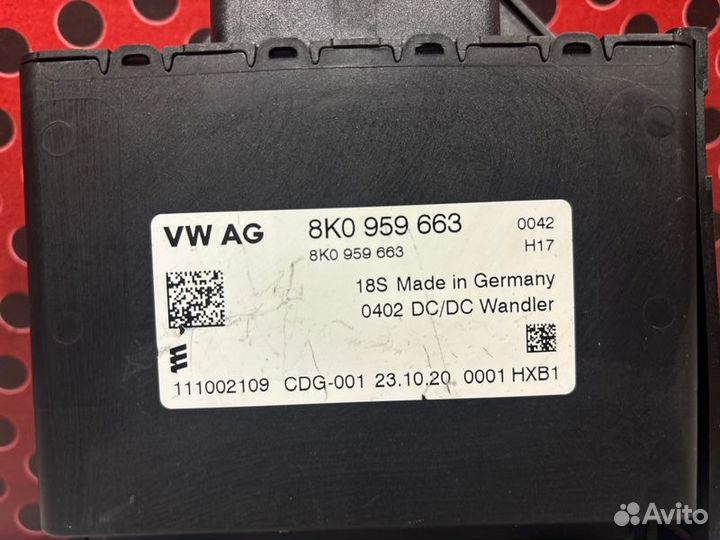 VW AG 8K0 959 663 0042
8K0 959 663 H17
18S Made in Germany
0402 DC/DC Wandler
111002109 CDG-001 23.10.20 0001 HXB1
Avito